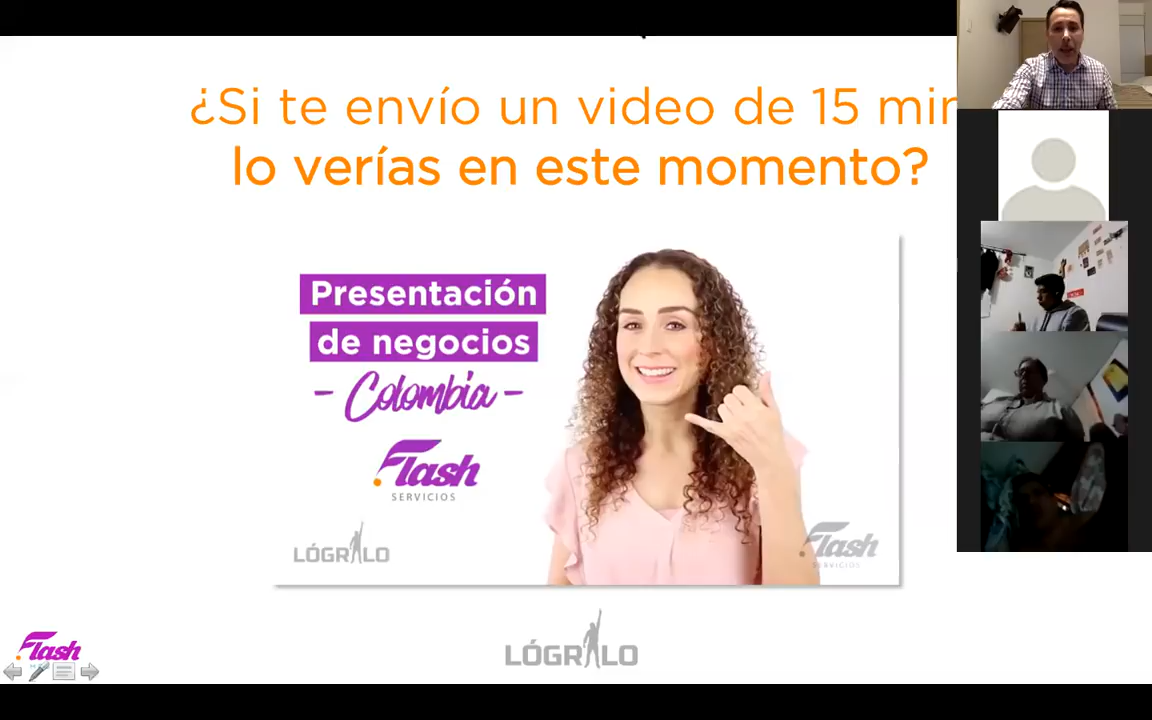 ¿Si te envío un video de 15 min
lo verías en este momento?
Presentación
de negocios
- Colombia -
Flash
SERVICIOS
LÓGRALO
Flash
SERVICIOS
LÓGRALO
Flash